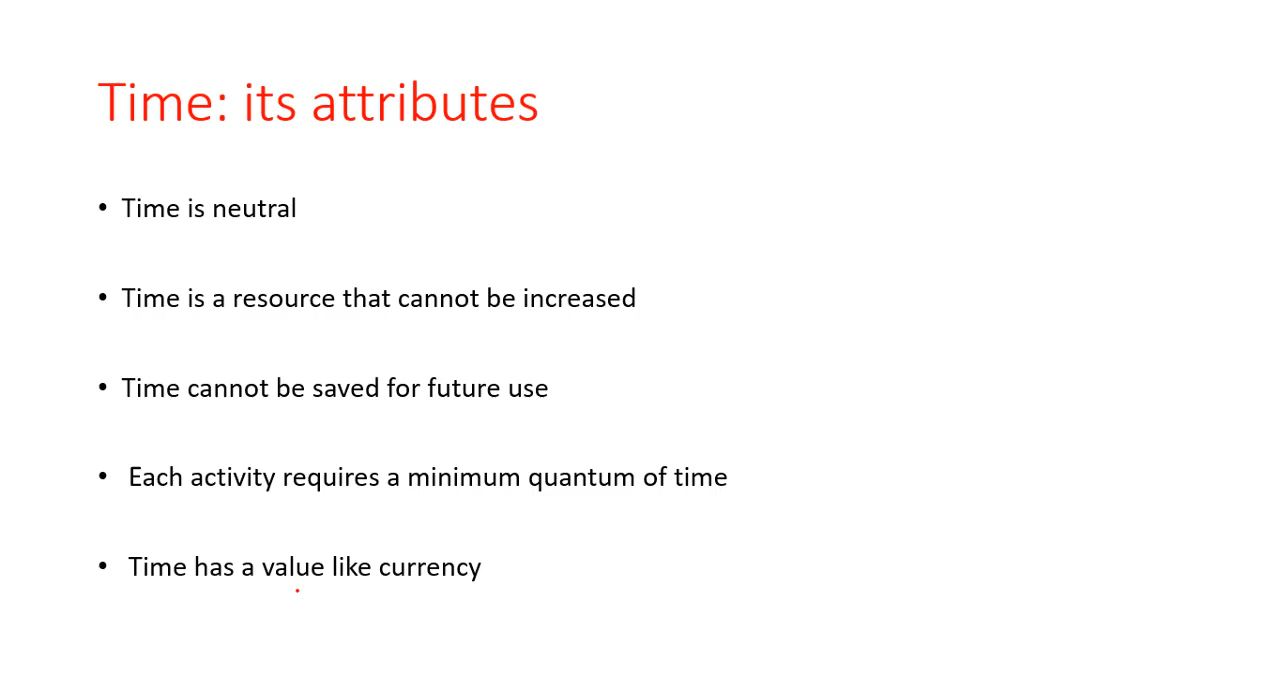 Time: its attributes
• Time is neutral
• Time is a resource that cannot be increased
• Time cannot be saved for future use
• Each activity requires a minimum quantum of time
• Time has a value like currency